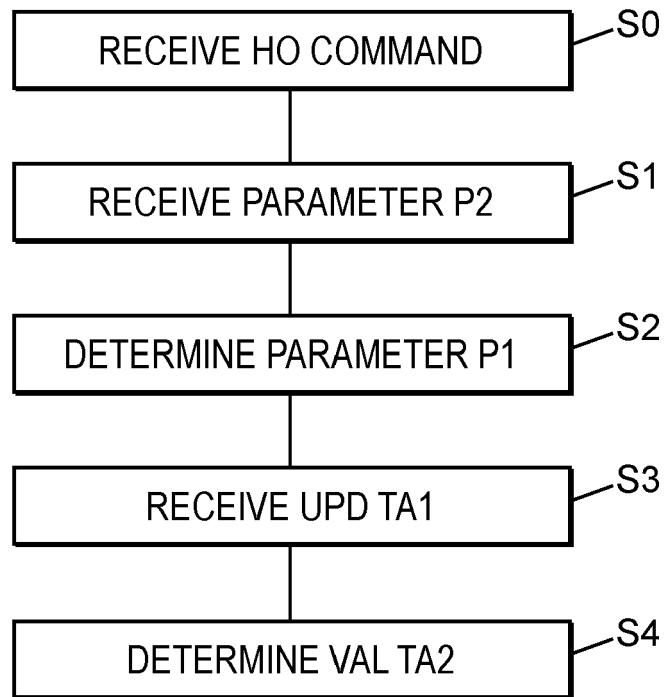 RECEIVE HO COMMAND
S0
RECEIVE PARAMETER P2
S1
DETERMINE PARAMETER P1
S2
RECEIVE UPD TA1
S3
DETERMINE VAL TA2
S4